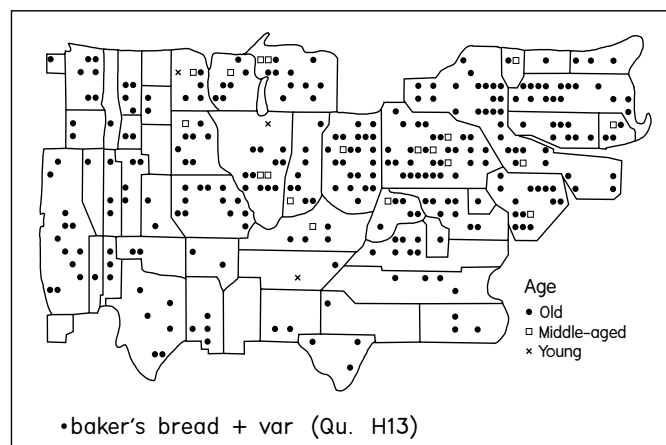 Age
• Old
□ Middle-aged
× Young
•baker's bread + var (Qu. H13)